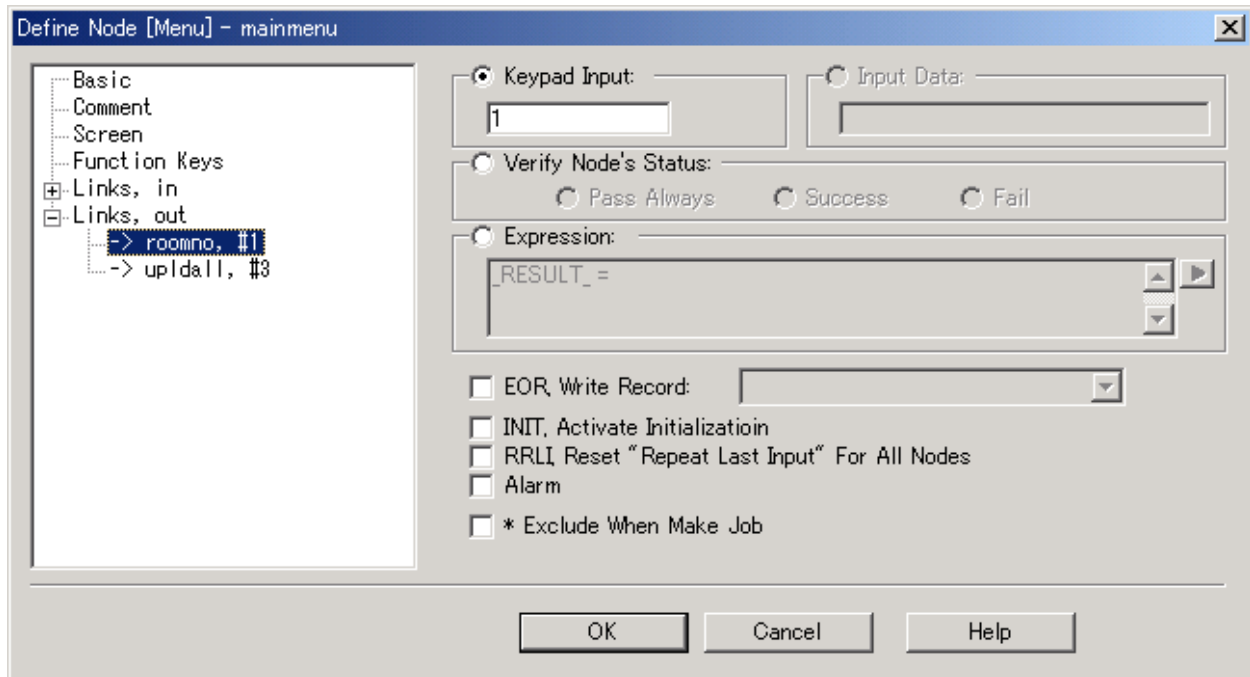 Define Node [Menu] - mainmenu
Basic
Comment
Screen
Function Keys
Links, in
Links, out
-> roomno, #1
-> upldall, #3
Keypad Input:
1
Input Data:
Verify Node's Status:
Pass Always Success Fail
Expression:
_RESULT_ =
EOR, Write Record:
INIT, Activate Initializatioin
RRLI, Reset "Repeat Last Input" For All Nodes
Alarm
* Exclude When Make Job
OK Cancel Help